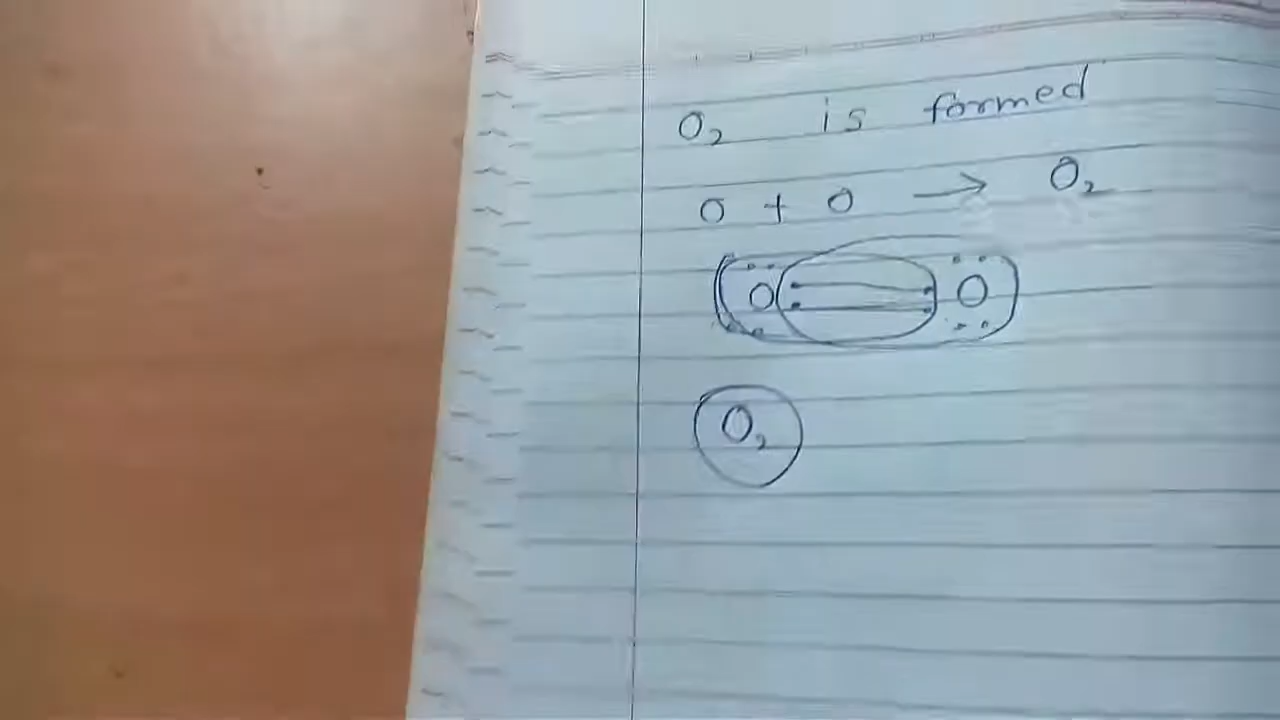 O₂ is formed
O + O → O₂
O O
O₂